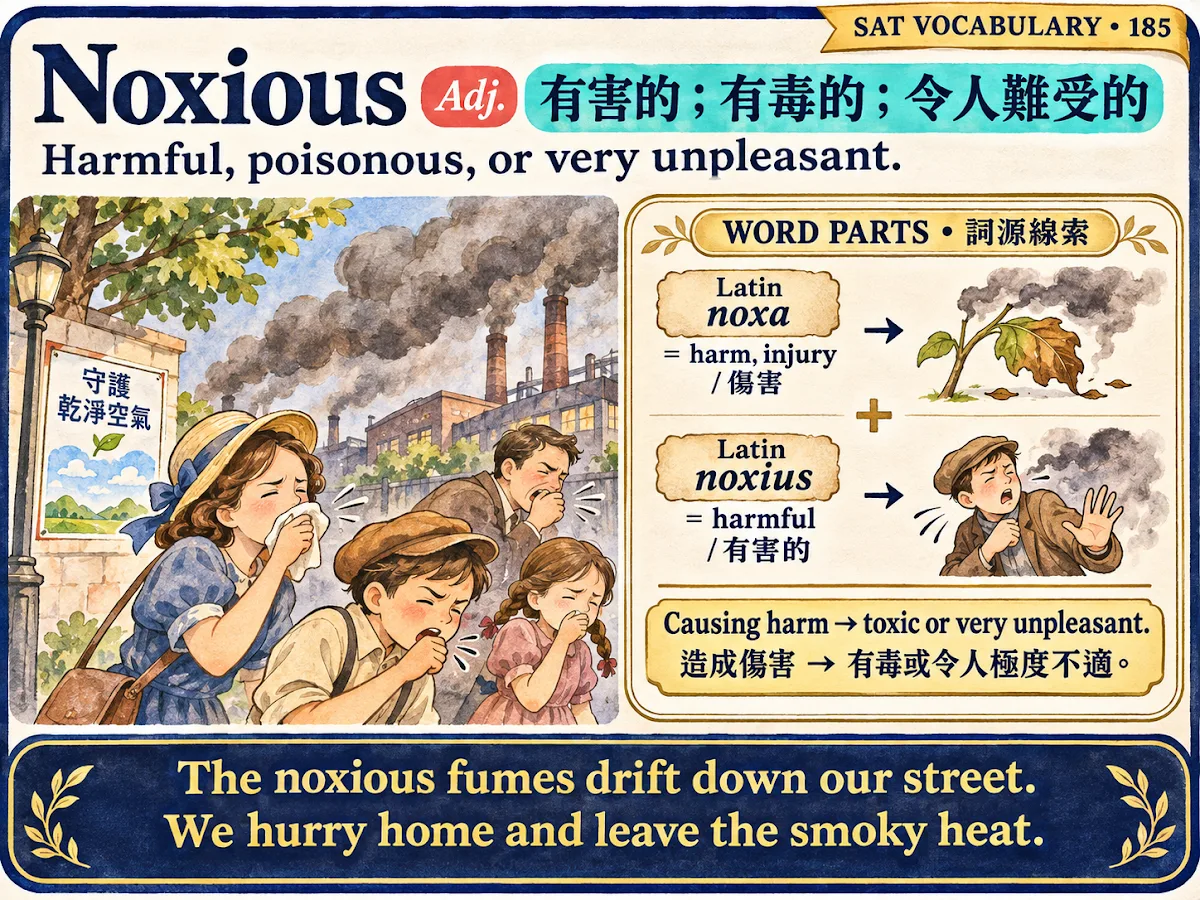 SAT VOCABULARY • 185
Noxious Adj. 有害的；有毒的；令人難受的
Harmful, poisonous, or very unpleasant.
守護
乾淨空氣
WORD PARTS • 詞源線索
Latin
noxa
= harm, injury
/ 傷害
+
Latin
noxius
= harmful
/ 有害的
Causing harm → toxic or very unpleasant.
造成傷害 → 有毒或令人極度不適。
The noxious fumes drift down our street.
We hurry home and leave the smoky heat.